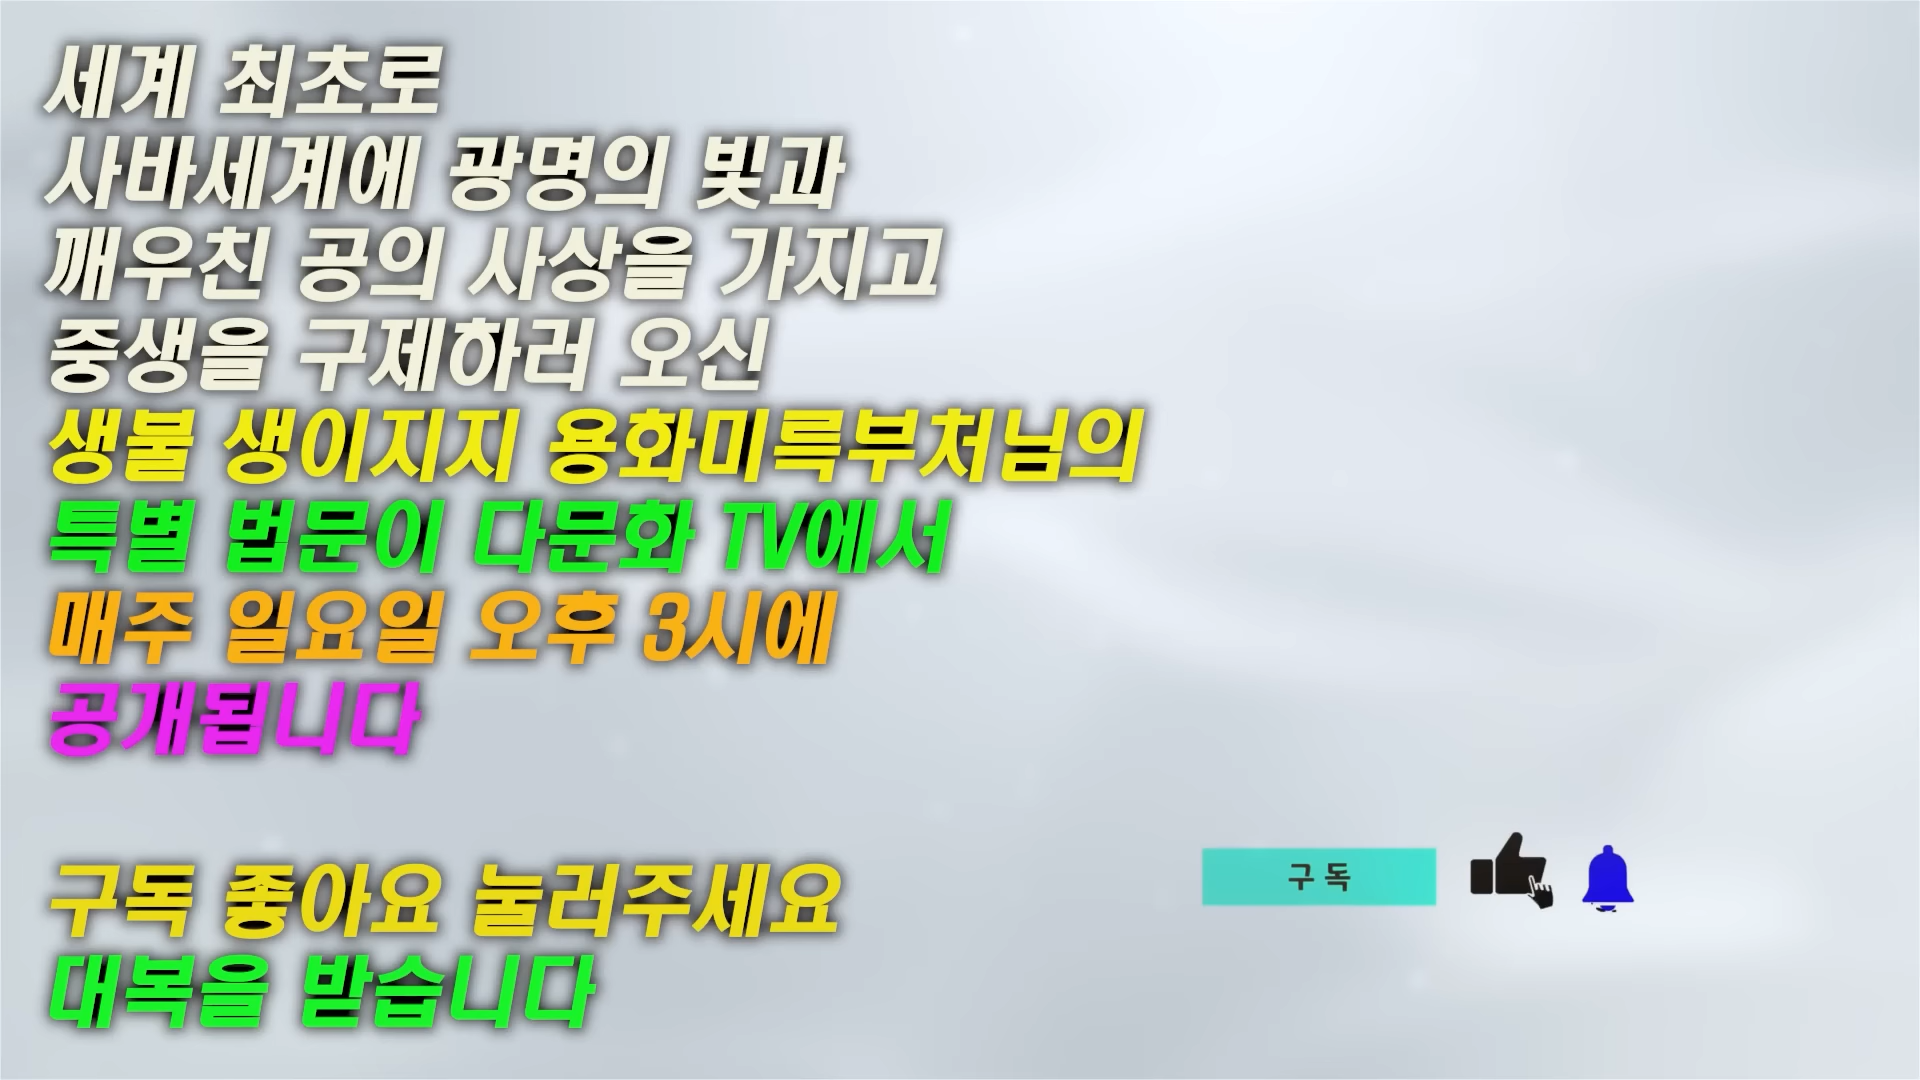 세계 최초로
사바세계에 광명의 빛과
깨우친 공의 사상을 가지고
중생을 구제하러 오신
생불 생이지지 용화미륵부처님의
특별 법문이 다문화 TV에서
매주 일요일 오후 3시에
공개됩니다
구독 좋아요 눌러주세요
대복을 받습니다
구독